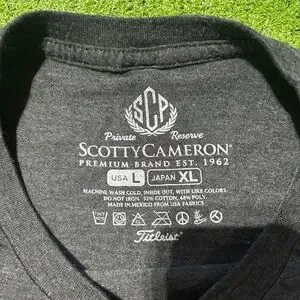 SCP
Private Reserve
SCOTTY CAMERON®
PREMIUM BRAND EST. 1962
USA L JAPAN XL
MACHINE WASH COLD, INSIDE OUT, WITH LIKE COLORS.
DO NOT IRON. 52% COTTON, 48% POLY.
MADE IN MEXICO FROM USA FABRICS
Titleist